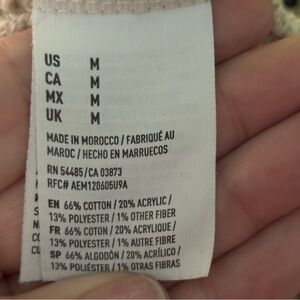 US M
CA M
MX M
UK M
MADE IN MOROCCO / FABRIQUÉ AU
MAROC / HECHO EN MARRUECOS
RN 54485 / CA 03873
RFC# AEM120605U9A
EN 66% COTTON / 20% ACRYLIC /
13% POLYESTER / 1% OTHER FIBER
FR 66% COTON / 20% ACRYLIQUE /
13% POLYESTER / 1% AUTRE FIBRE
SP 66% ALGODÓN / 20% ACRÍLICO /
13% POLIÉSTER / 1% OTRAS FIBRAS